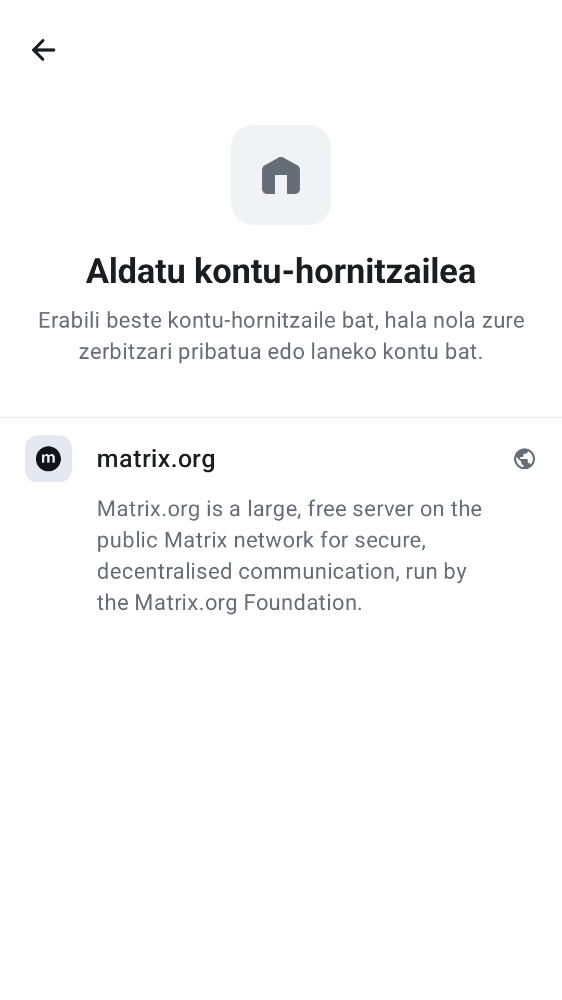 Aldatu kontu-hornitzailea
Erabili beste kontu-hornitzaile bat, hala nola zure
zerbitzari pribatua edo laneko kontu bat.
m
matrix.org
Matrix.org is a large, free server on the
public Matrix network for secure,
decentralised communication, run by
the Matrix.org Foundation.